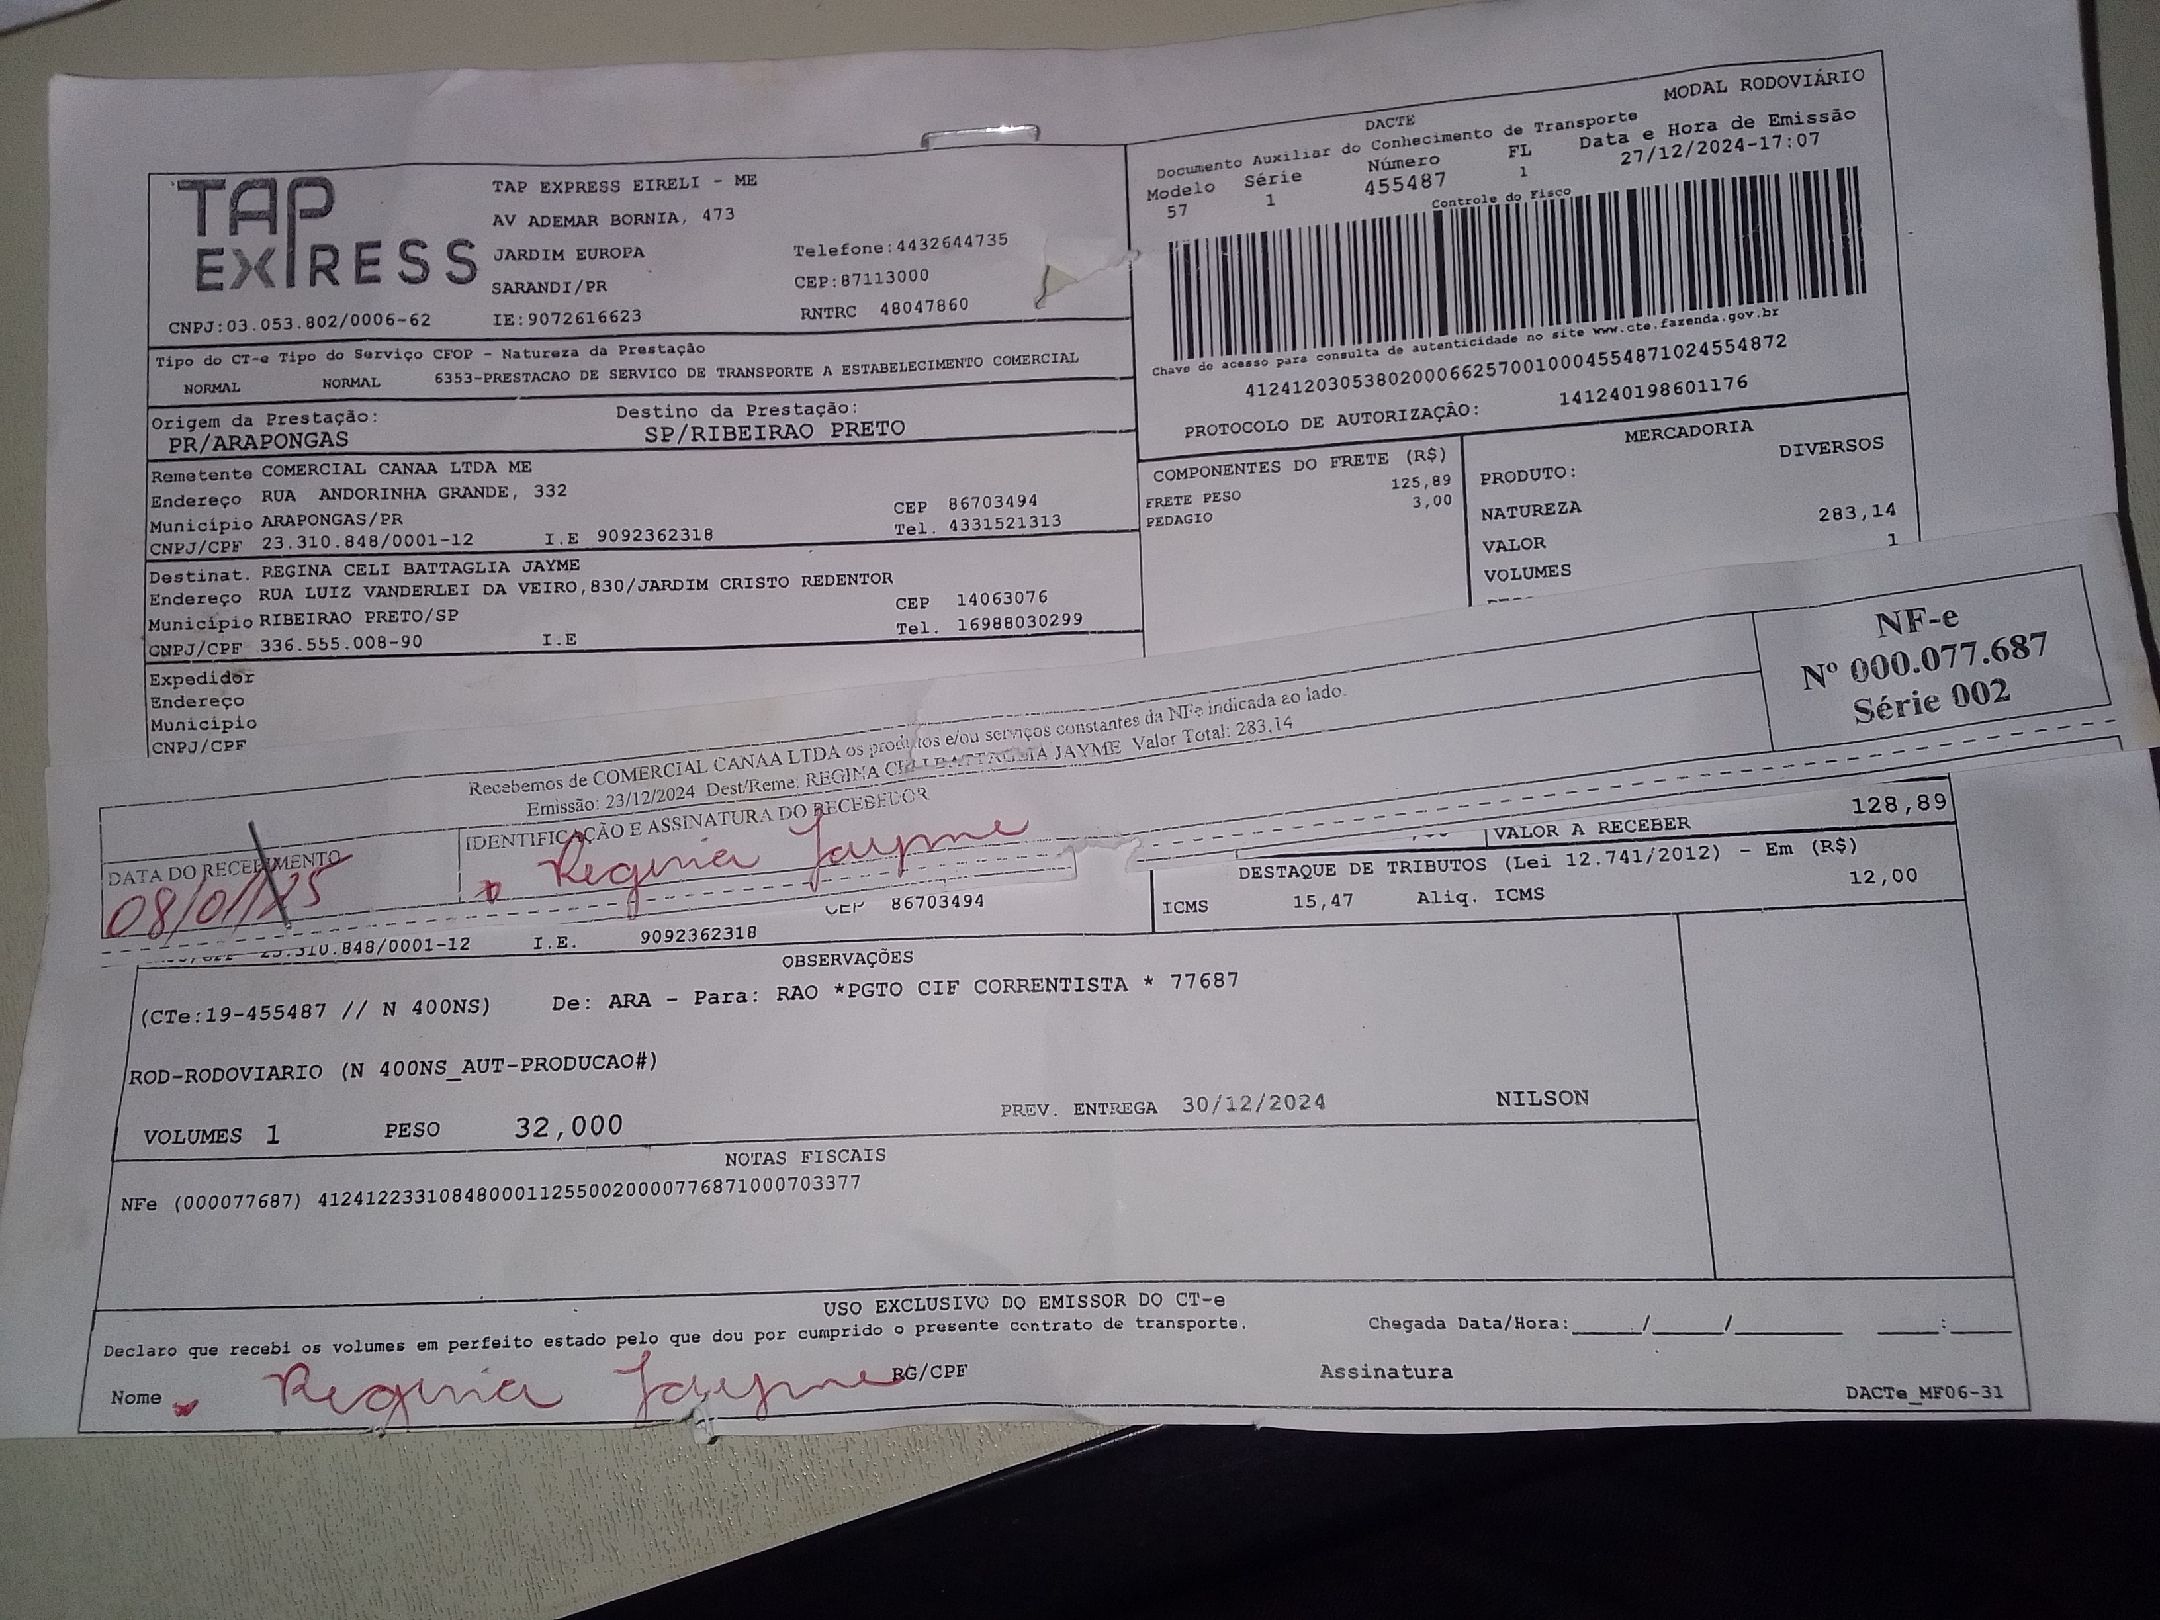 TAP EXPRESS
TAP EXPRESS EIRELI - ME
AV ADEMAR BORNIA, 473
JARDIM EUROPA
Telefone:4432644735
SARANDI/PR
CEP:87113000
CNPJ:03.053.802/0006-62 IE:9072616623 RNTRC 48047860
DACTE MODAL RODOVIÁRIO
Documento Auxiliar do Conhecimento de Transporte
Modelo Série Número FL Data e Hora de Emissão
57 1 455487 1 27/12/2024-17:07
Controle do Fisco
Chave de acesso para consulta de autenticidade no site www.cte.fazenda.gov.br
41241203053802000662570010004554871024554872
PROTOCOLO DE AUTORIZAÇÃO: 141240198601176
Tipo do CT-e Tipo do Serviço CFOP - Natureza da Prestação
NORMAL NORMAL 6353-PRESTACAO DE SERVICO DE TRANSPORTE A ESTABELECIMENTO COMERCIAL
Origem da Prestação: Destino da Prestação:
PR/ARAPONGAS SP/RIBEIRAO PRETO
Remetente COMERCIAL CANAA LTDA ME
Endereço RUA ANDORINHA GRANDE, 332 CEP 86703494
Município ARAPONGAS/PR Tel. 4331521313
CNPJ/CPF 23.310.848/0001-12 I.E 9092362318
Destinat. REGINA CELI BATTAGLIA JAYME
Endereço RUA LUIZ VANDERLEI DA VEIRO,830/JARDIM CRISTO REDENTOR
Município RIBEIRAO PRETO/SP CEP 14063076
CNPJ/CPF 336.555.008-90 I.E Tel. 16988030299
Expedidor
Endereço
Município
CNPJ/CPF
COMPONENTES DO FRETE (R$)
FRETE PESO 125,89
PEDAGIO 3,00
MERCADORIA
PRODUTO: DIVERSOS
NATUREZA
VALOR 283,14
VOLUMES 1
NF-e
Nº 000.077.687
Série 002
Recebemos de COMERCIAL CANAA LTDA os produtos e/ou serviços constantes da NFe indicada ao lado.
Emissão: 23/12/2024 Dest/Reme: REGINA CELI BATTAGLIA JAYME Valor Total: 283,14
DATA DO RECEBIMENTO IDENTIFICAÇÃO E ASSINATURA DO RECEBEDOR
08/01/25 Regina Jayme
VALOR A RECEBER 128,89
DESTAQUE DE TRIBUTOS (Lei 12.741/2012) - Em (R$)
ICMS 15,47 Aliq. ICMS 12,00
CEP 86703494
23.310.848/0001-12 I.E. 9092362318
OBSERVAÇÕES
(CTe:19-455487 // N 400NS) De: ARA - Para: RAO *PGTO CIF CORRENTISTA * 77687
ROD-RODOVIARIO (N 400NS_AUT-PRODUCAO#)
VOLUMES 1 PESO 32,000 PREV. ENTREGA 30/12/2024 NILSON
NOTAS FISCAIS
NFe (000077687) 41241223310848000112550020000776871000703377
USO EXCLUSIVO DO EMISSOR DO CT-e
Declaro que recebi os volumes em perfeito estado pelo que dou por cumprido o presente contrato de transporte. Chegada Data/Hora:_____/_____/________ ____:____
Nome Regina Jayme RG/CPF Assinatura
DACTe_MF06-31